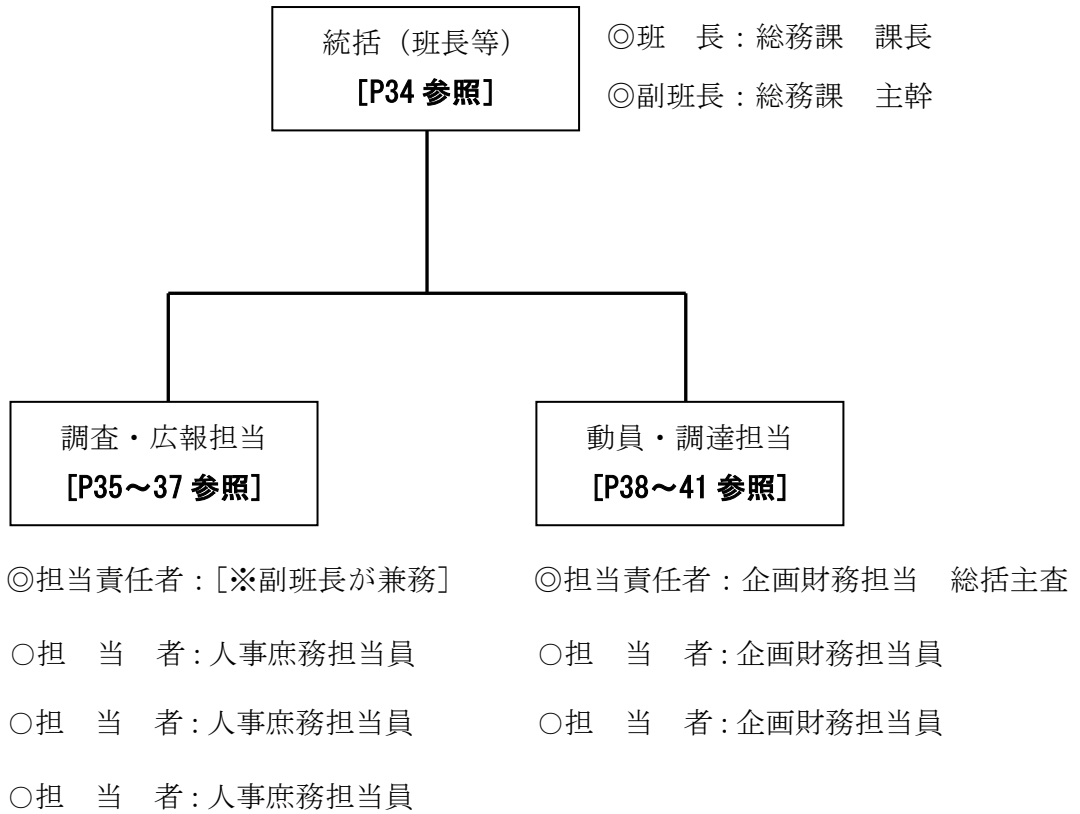 統括（班長等）
[P34 参照]
◎班　長：総務課　課長
◎副班長：総務課　主幹
調査・広報担当
[P35～37 参照]
◎担当責任者：[※副班長が兼務]
○担　当　者：人事庶務担当員
○担　当　者：人事庶務担当員
○担　当　者：人事庶務担当員
動員・調達担当
[P38～41 参照]
◎担当責任者：企画財務担当　総括主査
○担　当　者：企画財務担当員
○担　当　者：企画財務担当員